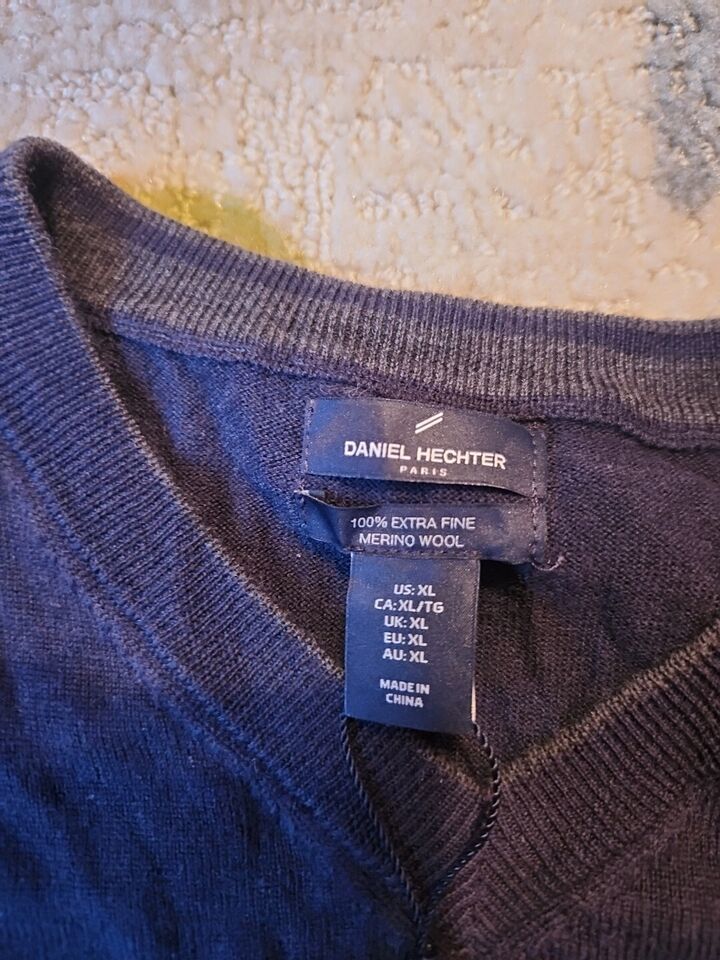 DANIEL HECHTER
PARIS
100% EXTRA FINE
MERINO WOOL
US: XL
CA:XL/TG
UK: XL
EU: XL
AU: XL
MADE IN
CHINA